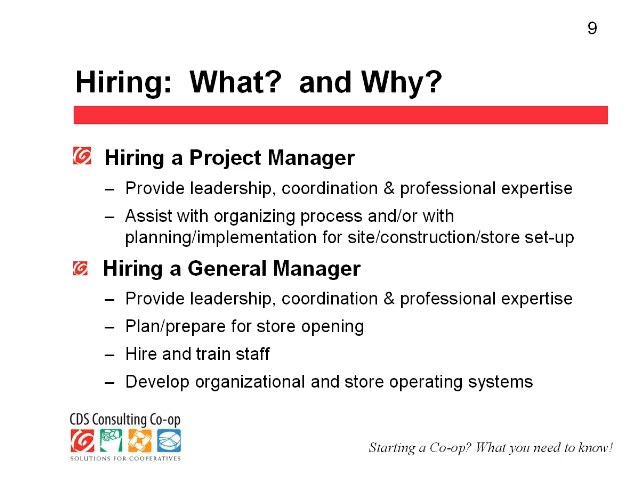 9
Hiring:  What?  and Why?
Hiring a Project Manager
– Provide leadership, coordination & professional expertise
– Assist with organizing process and/or with
planning/implementation for site/construction/store set-up
Hiring a General Manager
– Provide leadership, coordination & professional expertise
– Plan/prepare for store opening
– Hire and train staff
– Develop organizational and store operating systems
CDS Consulting Co-op
SOLUTIONS FOR COOPERATIVES
Starting a Co-op? What you need to know!